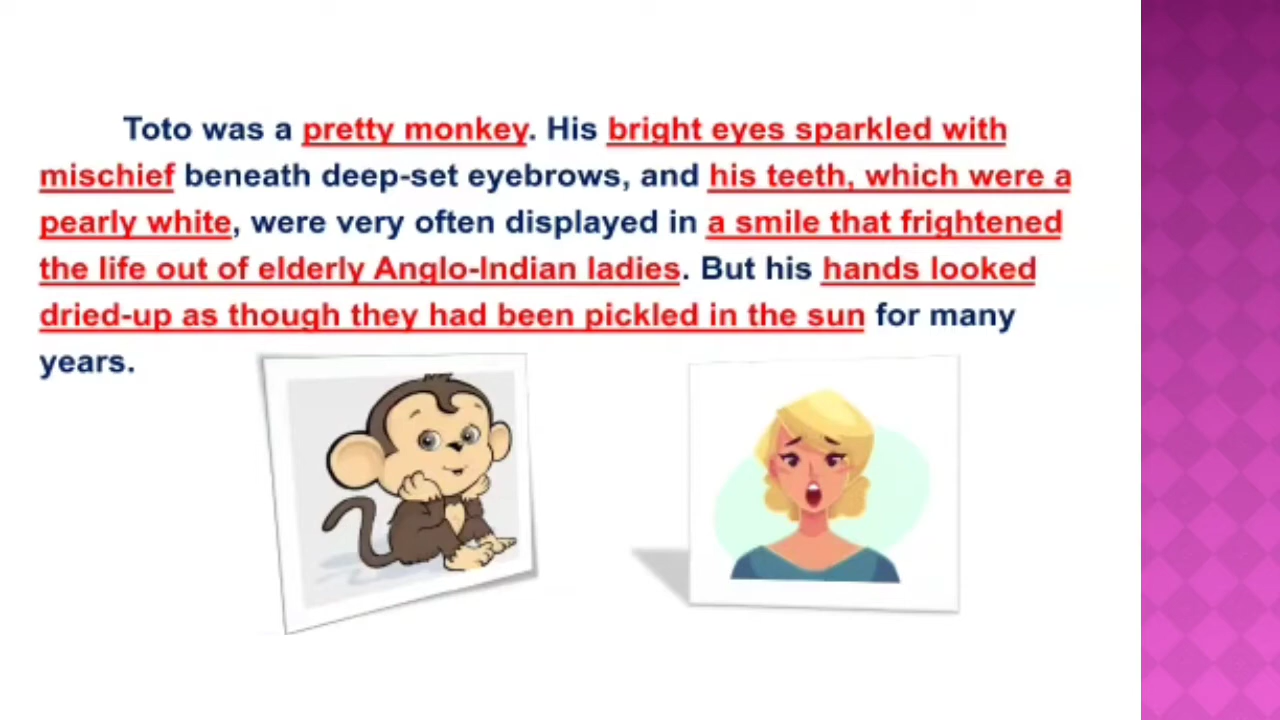 Toto was a pretty monkey. His bright eyes sparkled with
mischief beneath deep-set eyebrows, and his teeth, which were a
pearly white, were very often displayed in a smile that frightened
the life out of elderly Anglo-Indian ladies. But his hands looked
dried-up as though they had been pickled in the sun for many
years.